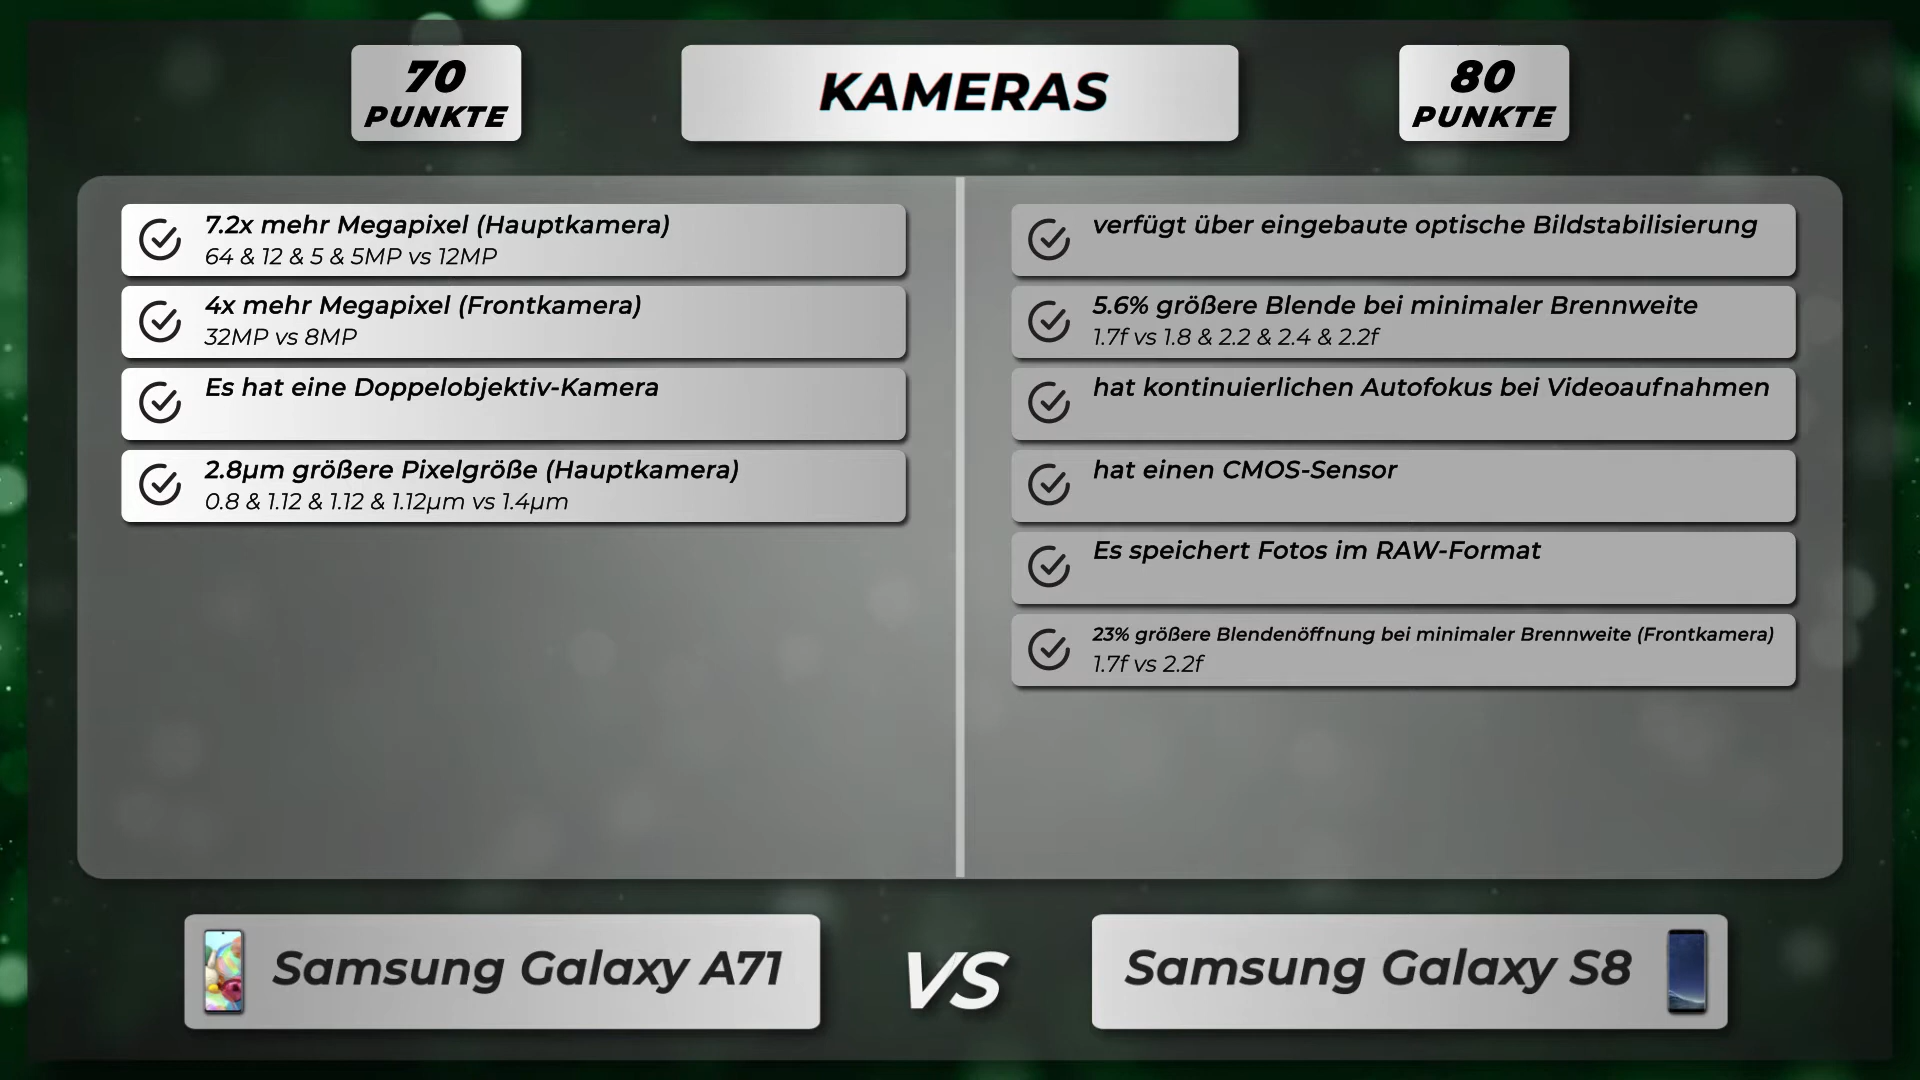 70
PUNKTE
KAMERAS
80
PUNKTE
7.2x mehr Megapixel (Hauptkamera)
64 & 12 & 5 & 5MP vs 12MP
4x mehr Megapixel (Frontkamera)
32MP vs 8MP
Es hat eine Doppelobjektiv-Kamera
2.8µm größere Pixelgröße (Hauptkamera)
0.8 & 1.12 & 1.12 & 1.12µm vs 1.4µm
verfügt über eingebaute optische Bildstabilisierung
5.6% größere Blende bei minimaler Brennweite
1.7f vs 1.8 & 2.2 & 2.4 & 2.2f
hat kontinuierlichen Autofokus bei Videoaufnahmen
hat einen CMOS-Sensor
Es speichert Fotos im RAW-Format
23% größere Blendenöffnung bei minimaler Brennweite (Frontkamera)
1.7f vs 2.2f
Samsung Galaxy A71
VS
Samsung Galaxy S8